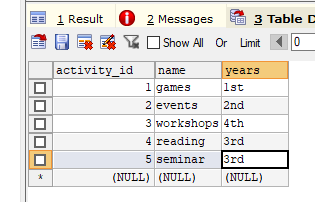 1 Result 2 Messages 3 Table D
Show All Or Limit 0
activity_id name years
1 games 1st
2 events 2nd
3 workshops 4th
4 reading 3rd
5 seminar 3rd
* (NULL) (NULL) (NULL)